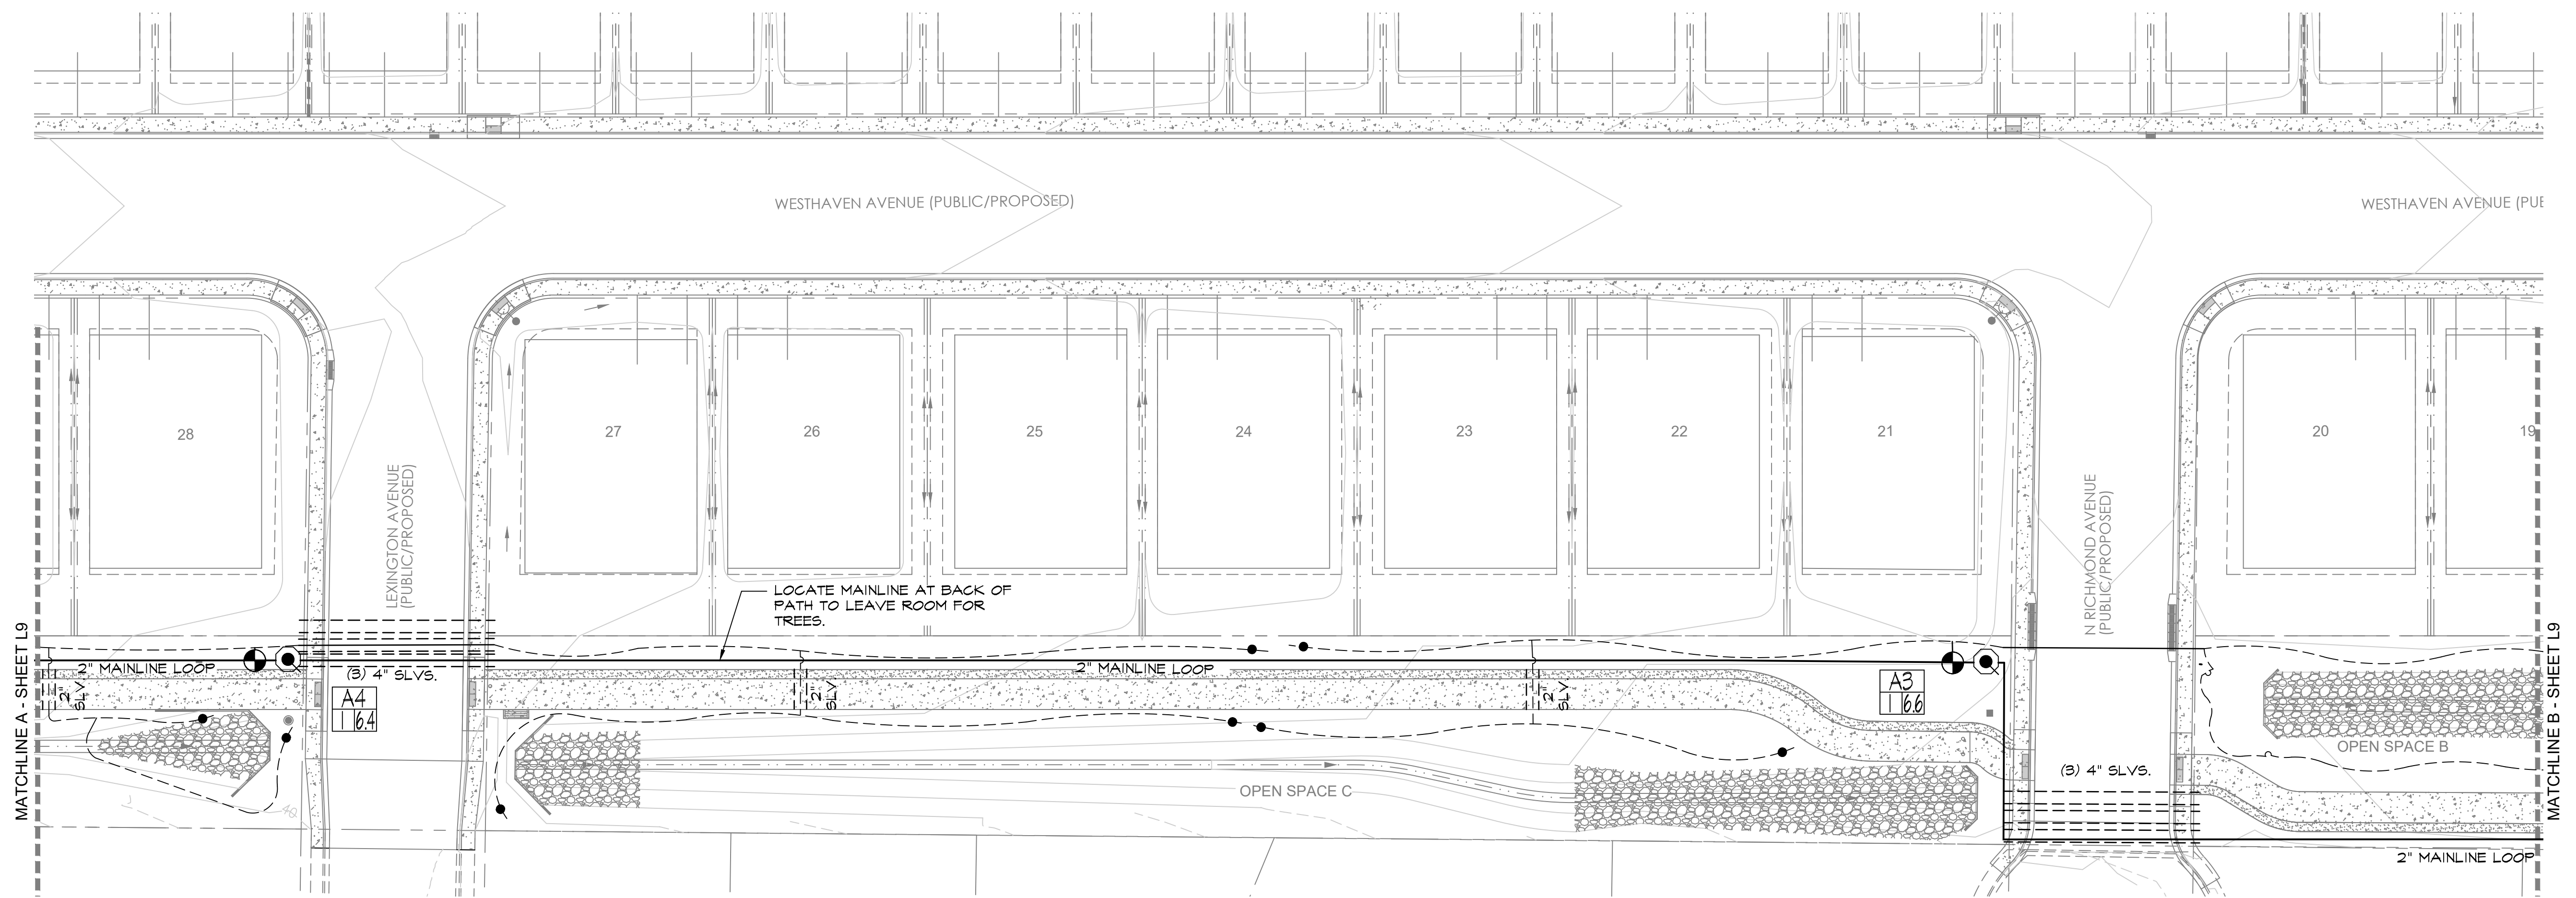 WESTHAVEN AVENUE (PUBLIC/PROPOSED)
WESTHAVEN AVENUE (PUB
28
27
26
25
24
23
22
21
20
19
LEXINGTON AVENUE
(PUBLIC/PROPOSED)
N RICHMOND AVENUE
(PUBLIC/PROPOSED)
LOCATE MAINLINE AT BACK OF
PATH TO LEAVE ROOM FOR
TREES.
MATCHLINE A - SHEET L9
MATCHLINE B - SHEET L9
2" MAINLINE LOOP
(3) 4" SLVS.
2" MAINLINE LOOP
2"
SLV.
A4
1 6.4
2"
SLV
2"
SLV
A3
1 6.6
OPEN SPACE B
(3) 4" SLVS.
OPEN SPACE C
40
2" MAINLINE LOOP